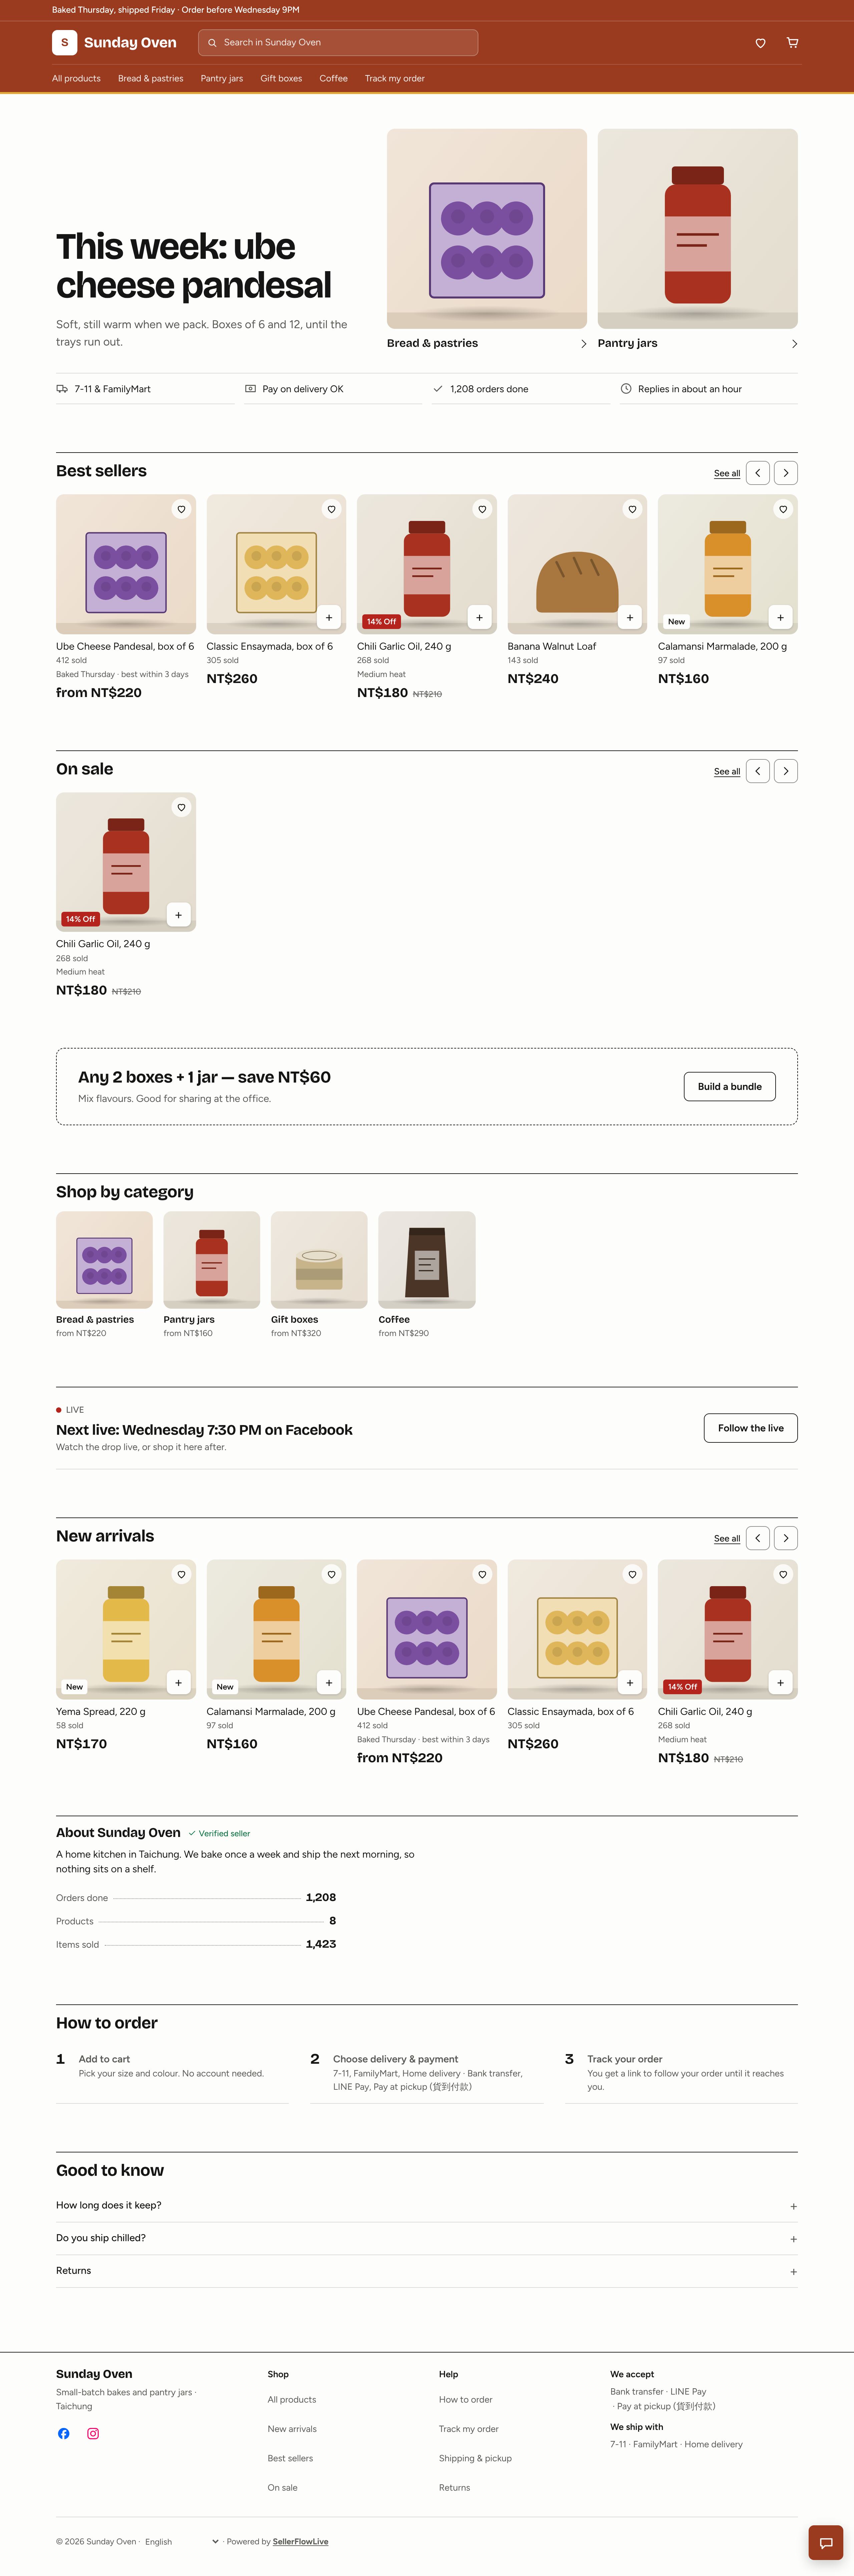 Baked Thursday, shipped Friday · Order before Wednesday 9PM
S
Sunday Oven
Search in Sunday Oven
All products
Bread & pastries
Pantry jars
Gift boxes
Coffee
Track my order
This week: ube
cheese pandesal
Soft, still warm when we pack. Boxes of 6 and 12, until the
trays run out.
Bread & pastries
Pantry jars
7-11 & FamilyMart
Pay on delivery OK
1,208 orders done
Replies in about an hour
Best sellers
See all
Ube Cheese Pandesal, box of 6
412 sold
Baked Thursday · best within 3 days
from NT$220
Classic Ensaymada, box of 6
305 sold
NT$260
14% Off
Chili Garlic Oil, 240 g
268 sold
Medium heat
NT$180 NT$210
Banana Walnut Loaf
143 sold
NT$240
New
Calamansi Marmalade, 200 g
97 sold
NT$160
On sale
See all
14% Off
Chili Garlic Oil, 240 g
268 sold
Medium heat
NT$180 NT$210
Any 2 boxes + 1 jar — save NT$60
Mix flavours. Good for sharing at the office.
Build a bundle
Shop by category
Bread & pastries
from NT$220
Pantry jars
from NT$160
Gift boxes
from NT$320
Coffee
from NT$290
LIVE
Next live: Wednesday 7:30 PM on Facebook
Watch the drop live, or shop it here after.
Follow the live
New arrivals
See all
New
Yema Spread, 220 g
58 sold
NT$170
New
Calamansi Marmalade, 200 g
97 sold
NT$160
Ube Cheese Pandesal, box of 6
412 sold
Baked Thursday · best within 3 days
from NT$220
Classic Ensaymada, box of 6
305 sold
NT$260
14% Off
Chili Garlic Oil, 240 g
268 sold
Medium heat
NT$180 NT$210
About Sunday Oven
Verified seller
A home kitchen in Taichung. We bake once a week and ship the next morning, so
nothing sits on a shelf.
Orders done 1,208
Products 8
Items sold 1,423
How to order
1
Add to cart
Pick your size and colour. No account needed.
2
Choose delivery & payment
7-11, FamilyMart, Home delivery · Bank transfer,
LINE Pay, Pay at pickup (貨到付款)
3
Track your order
You get a link to follow your order until it reaches
you.
Good to know
How long does it keep?
Do you ship chilled?
Returns
Sunday Oven
Small-batch bakes and pantry jars ·
Taichung
Shop
All products
New arrivals
Best sellers
On sale
Help
How to order
Track my order
Shipping & pickup
Returns
We accept
Bank transfer · LINE Pay
· Pay at pickup (貨到付款)
We ship with
7-11 · FamilyMart · Home delivery
© 2026 Sunday Oven · English · Powered by SellerFlowLive